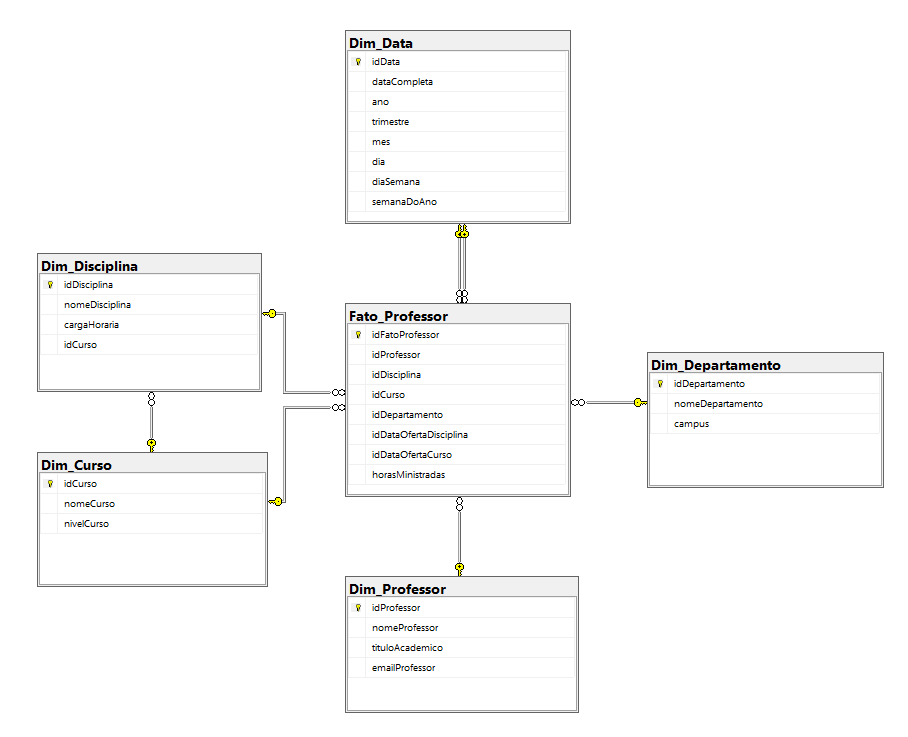 Dim_Data
idData
dataCompleta
ano
trimestre
mes
dia
diaSemana
semanaDoAno
Dim_Disciplina
idDisciplina
nomeDisciplina
cargaHoraria
idCurso
Fato_Professor
idFatoProfessor
idProfessor
idDisciplina
idCurso
idDepartamento
idDataOfertaDisciplina
idDataOfertaCurso
horasMinistradas
Dim_Departamento
idDepartamento
nomeDepartamento
campus
Dim_Curso
idCurso
nomeCurso
nivelCurso
Dim_Professor
idProfessor
nomeProfessor
tituloAcademico
emailProfessor